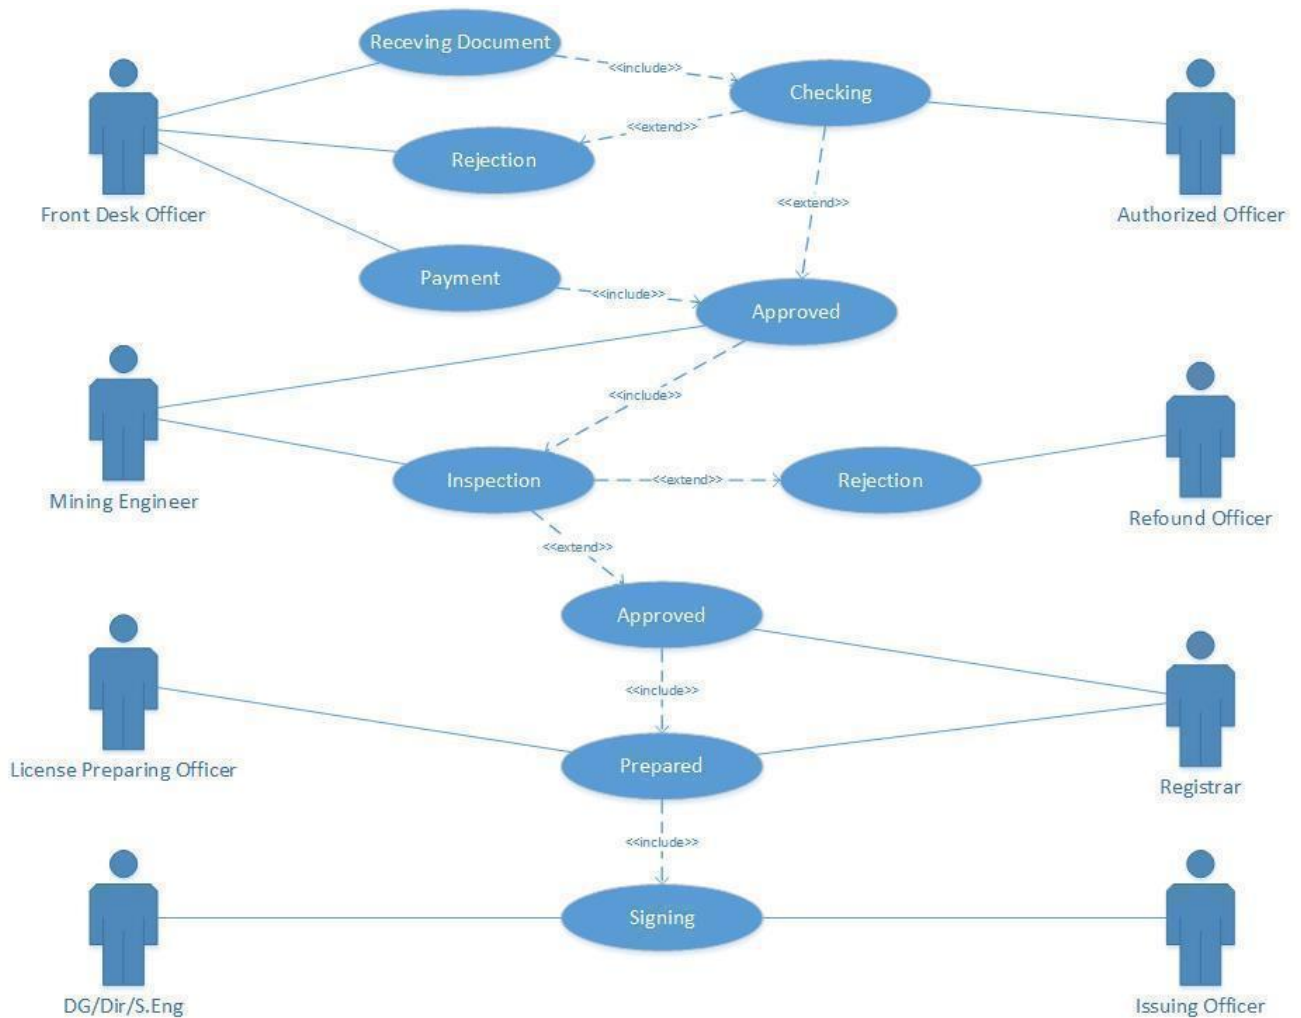 Receving Document
<<include>>
Checking
<<extend>>
Rejection
Front Desk Officer
<<extend>>
Authorized Officer
Payment
<<include>>
Approved
<<include>>
Inspection
<<extend>>
Rejection
Mining Engineer
Refound Officer
<<extend>>
Approved
<<include>>
License Preparing Officer
Prepared
Registrar
<<include>>
Signing
DG/Dir/S.Eng
Issuing Officer